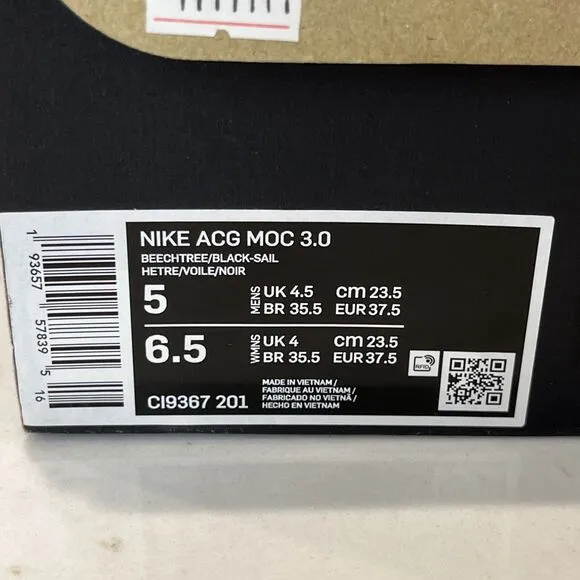 NIKE ACG MOC 3.0
BEECHTREE/BLACK-SAIL
HETRE/VOILE/NOIR
5 MENS UK 4.5 cm 23.5
BR 35.5 EUR 37.5
6.5 WMNS UK 4 cm 23.5
BR 35.5 EUR 37.5
RFID
CI9367 201
MADE IN VIETNAM /
FABRIQUE AU VIETNAM /
FABRICADO NO VIETNÃ /
HECHO EN VIETNAM
1 93657 57839 5 16